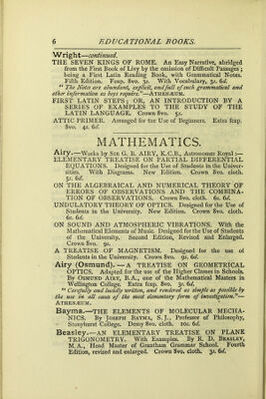 6 EDUCATIONAL BOOKS.
Wright—continued.
THE SEVEN KINGS OF ROME. An Easy Narrative, abridged
from the First Book of Livy by the omission of Difficult Passages;
being a First Latin Reading Book, with Grammatical Notes.
Fifth Edition. Fcap. 8vo. 3s. With Vocabulary, 3s. 6d.
"The Notes are abundant, explicit, and full of such grammatical and
other information as boys require."—ATHENÆUM.
FIRST LATIN STEPS; OR, AN INTRODUCTION BY A
SERIES OF EXAMPLES TO THE STUDY OF THE
LATIN LANGUAGE. Crown 8vo. 5s.
ATTIC PRIMER. Arranged for the Use of Beginners. Extra fcap.
8vo. 4s. 6d.
MATHEMATICS.
Airy.—Works by Sir G. B. AIRY, K.C.B., Astronomer Royal:—
ELEMENTARY TREATISE ON PARTIAL DIFFERENTIAL
EQUATIONS. Designed for the Use of Students in the Univer-
sities. With Diagrams. New Edition. Crown 8vo. cloth.
5s. 6d.
ON THE ALGEBRAICAL AND NUMERICAL THEORY OF
ERRORS OF OBSERVATIONS AND THE COMBINA-
TION OF OBSERVATIONS. Crown 8vo. cloth. 6s. 6d.
UNDULATORY THEORY OF OPTICS. Designed for the Use of
Students in the University. New Edition. Crown 8vo. cloth.
6s. 6d.
ON SOUND AND ATMOSPHERIC VIBRATIONS. With the
Mathematical Elements of Music. Designed for the Use of Students
of the University. Second Edition, Revised and Enlarged.
Crown 8vo. 9s.
A TREATISE OF MAGNETISM. Designed for the use of
Students in the University. Crown 8vo. 9s. 6d.
Airy (Osmund).—A TREATISE ON GEOMETRICAL
OPTICS. Adapted for the use of the Higher Classes in Schools.
By OSMUND AIRY, B.A., one of the Mathematical Masters in
Wellington College. Extra fcap. 8vo. 3s. 6d.
"Carefully and lucidly written, and rendered as simple as possible by
the use in all cases of the most elementary form of investigation."—
ATHENÆUM.
Bayma.—THE ELEMENTS OF MOLECULAR MECHA-
NICS. By JOSEPH BAYMA, S.J., Professor of Philosophy,
Stonyhurst College. Demy 8vo. cloth. 10s. 6d.
Beasley.—AN ELEMENTARY TREATISE ON PLANE
TRIGONOMETRY. With Examples. By R. D. BEASLEY,
M.A., Head Master of Grantham Grammar School. Fourth
Edition, revised and enlarged. Crown 8vo. cloth. 3s. 6d.